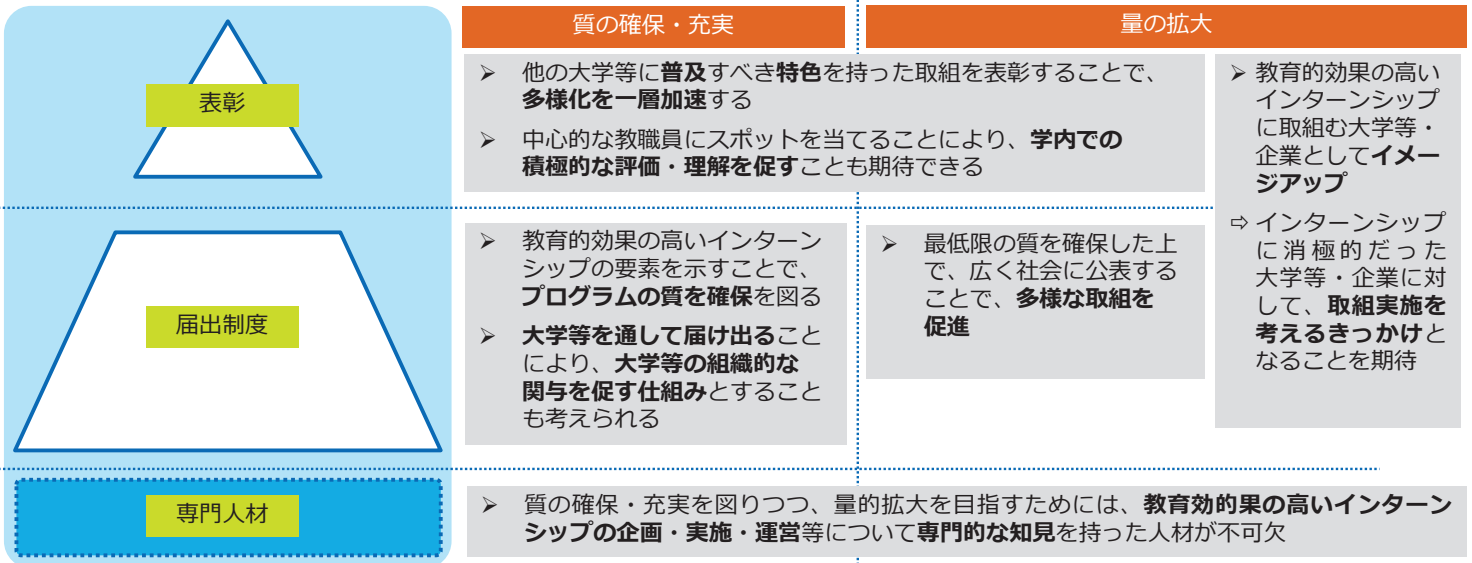 質の確保・充実
量の拡大
表彰
➢ 他の大学等に普及すべき特色を持った取組を表彰することで、
多様化を一層加速する
➢ 中心的な教職員にスポットを当てることにより、学内での
積極的な評価・理解を促すことも期待できる
➢ 教育的効果の高い
インターンシップ
に取組む大学等・
企業としてイメー
ジアップ
⇨ インターンシップ
に消極的だった
大学等・企業に対
して、取組実施を
考えるきっかけと
なることを期待
届出制度
➢ 教育的効果の高いインターン
シップの要素を示すことで、
プログラムの質を確保を図る
➢ 大学等を通して届け出ること
により、大学等の組織的な
関与を促す仕組みとすること
も考えられる
➢ 最低限の質を確保した上
で、広く社会に公表する
ことで、多様な取組を
促進
専門人材
➢ 質の確保・充実を図りつつ、量的拡大を目指すためには、教育効的果の高いインターン
シップの企画・実施・運営等について専門的な知見を持った人材が不可欠